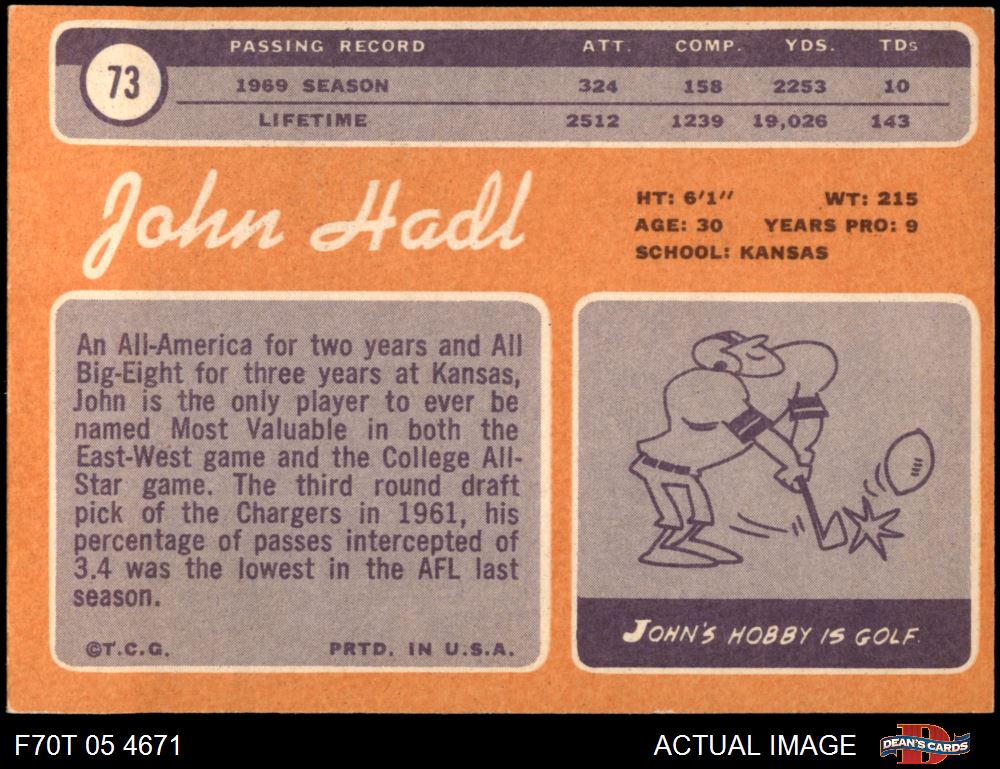 PASSING RECORD ATT. COMP. YDS. TDs
73
1969 SEASON 324 158 2253 10
LIFETIME 2512 1239 19,026 143
John Hadl
HT: 6'1" WT: 215
AGE: 30 YEARS PRO: 9
SCHOOL: KANSAS
An All-America for two years and All
Big-Eight for three years at Kansas,
John is the only player to ever be
named Most Valuable in both the
East-West game and the College All-
Star game. The third round draft
pick of the Chargers in 1961, his
percentage of passes intercepted of
3.4 was the lowest in the AFL last
season.
©T.C.G. PRTD. IN U.S.A.
JOHN'S HOBBY IS GOLF.
F70T 05 4671
ACTUAL IMAGE
D
DEAN'S CARDS